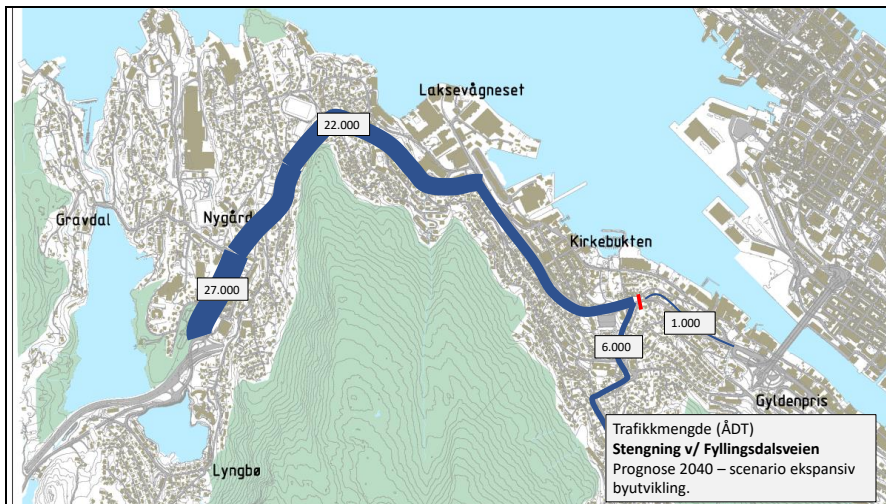 Laksevågneset
22.000
Gravdal
Nygård
Kirkebukten
27.000
1.000
6.000
Gyldenpris
Lyngbø
Trafikkmengde (ÅDT)
Stengning v/ Fyllingsdalsveien
Prognose 2040 – scenario ekspansiv
byutvikling.